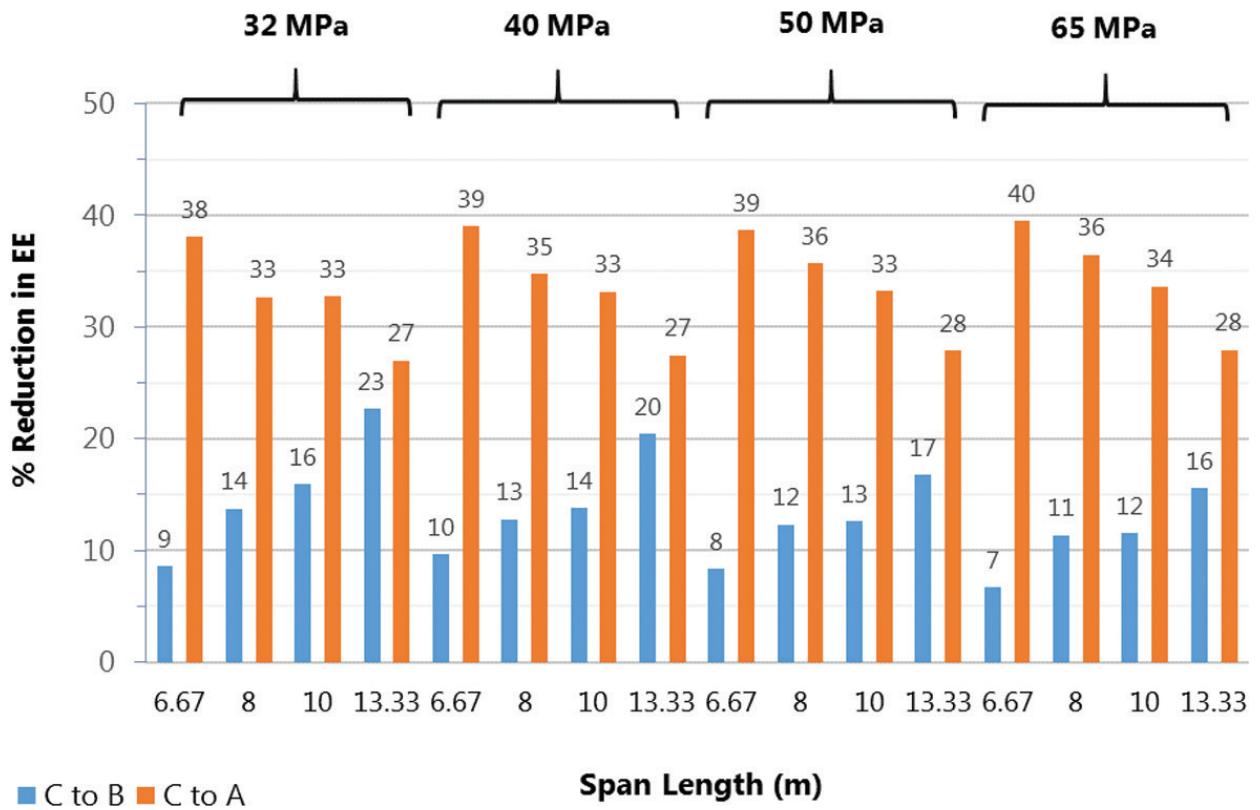 32 MPa 40 MPa 50 MPa 65 MPa
% Reduction in EE
50
40
30
20
10
0
9 38 14 33 16 33 23 27 10 39 13 35 14 33 20 27 8 39 12 36 13 33 17 28 7 40 11 36 12 34 16 28
6.67 8 10 13.33 6.67 8 10 13.33 6.67 8 10 13.33 6.67 8 10 13.33
Span Length (m)
C to B C to A